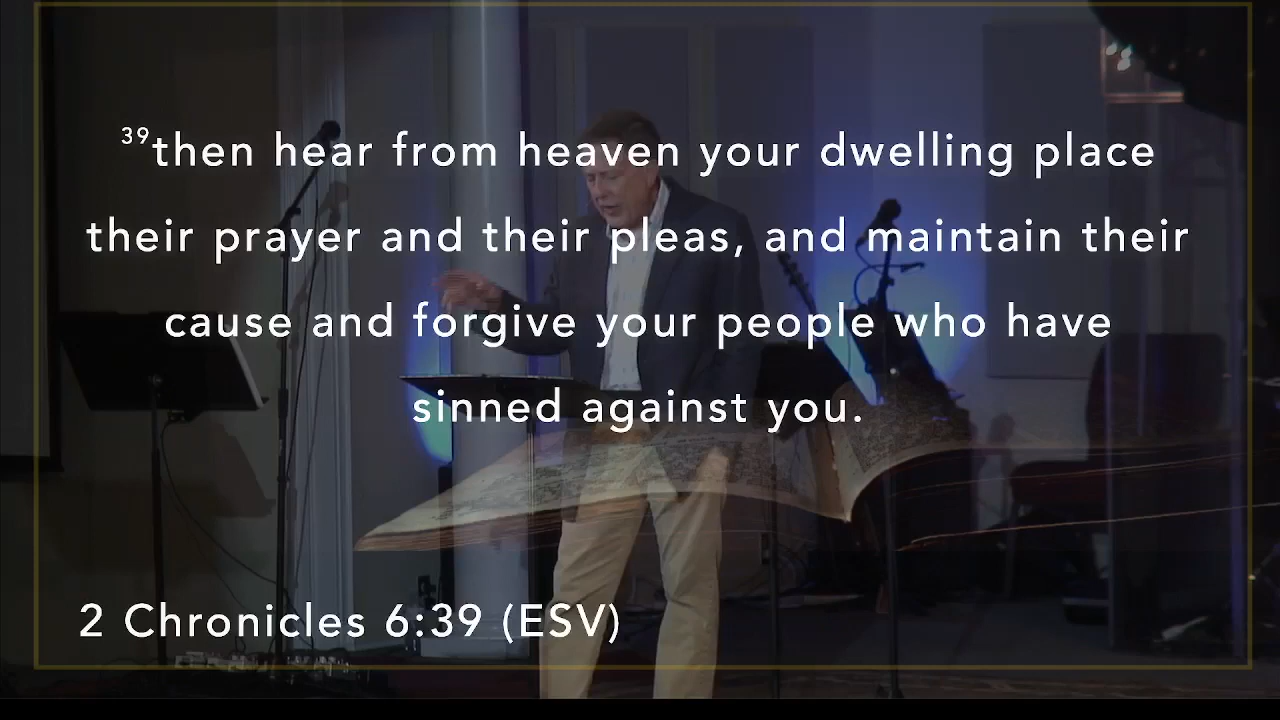 39then hear from heaven your dwelling place
their prayer and their pleas, and maintain their
cause and forgive your people who have
sinned against you.
2 Chronicles 6:39 (ESV)